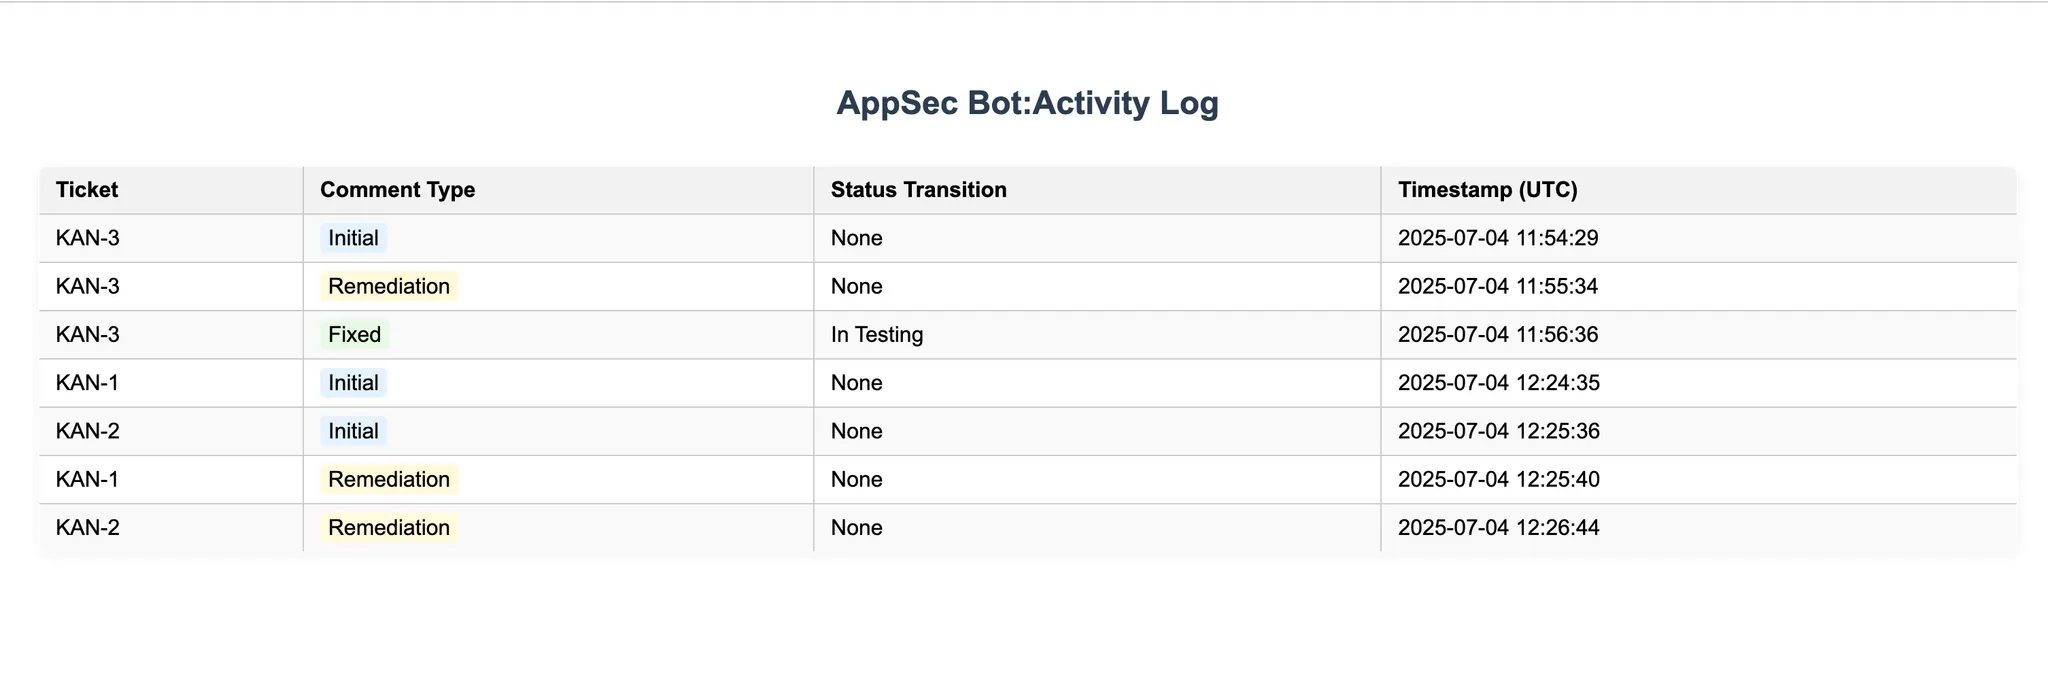 AppSec Bot:Activity Log
Ticket Comment Type Status Transition Timestamp (UTC)
KAN-3 Initial None 2025-07-04 11:54:29
KAN-3 Remediation None 2025-07-04 11:55:34
KAN-3 Fixed In Testing 2025-07-04 11:56:36
KAN-1 Initial None 2025-07-04 12:24:35
KAN-2 Initial None 2025-07-04 12:25:36
KAN-1 Remediation None 2025-07-04 12:25:40
KAN-2 Remediation None 2025-07-04 12:26:44